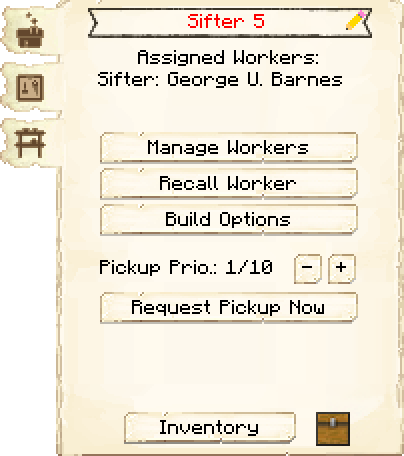 Sifter 5
Assigned Workers:
Sifter: George U. Barnes
Manage Workers
Recall Worker
Build Options
Pickup Prio.: 1/10 - +
Request Pickup Now
Inventory